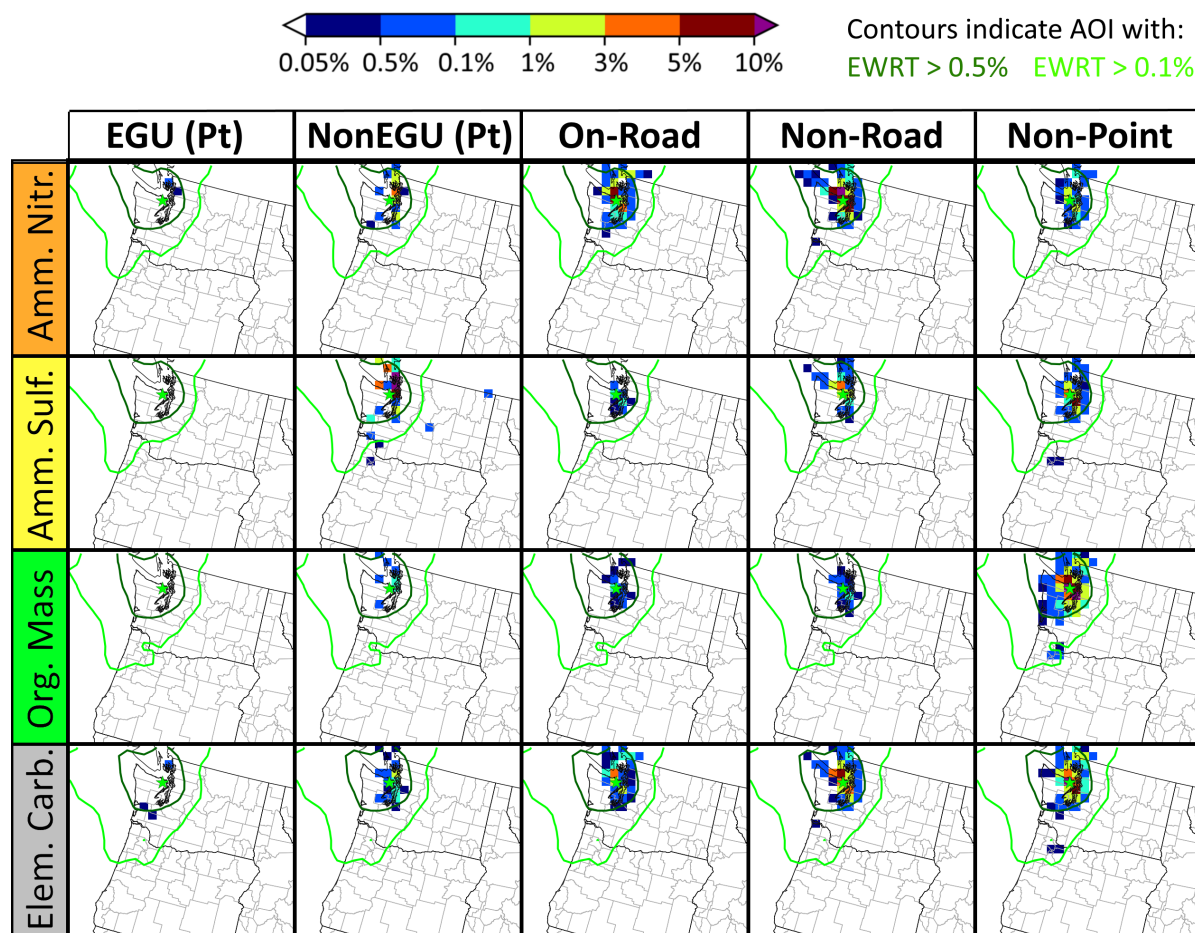 0.05% 0.5% 0.1% 1% 3% 5% 10%
Contours indicate AOI with:
EWRT > 0.5% EWRT > 0.1%
EGU (Pt) NonEGU (Pt) On-Road Non-Road Non-Point
Amm. Nitr.
Amm. Sulf.
Org. Mass
Elem. Carb.